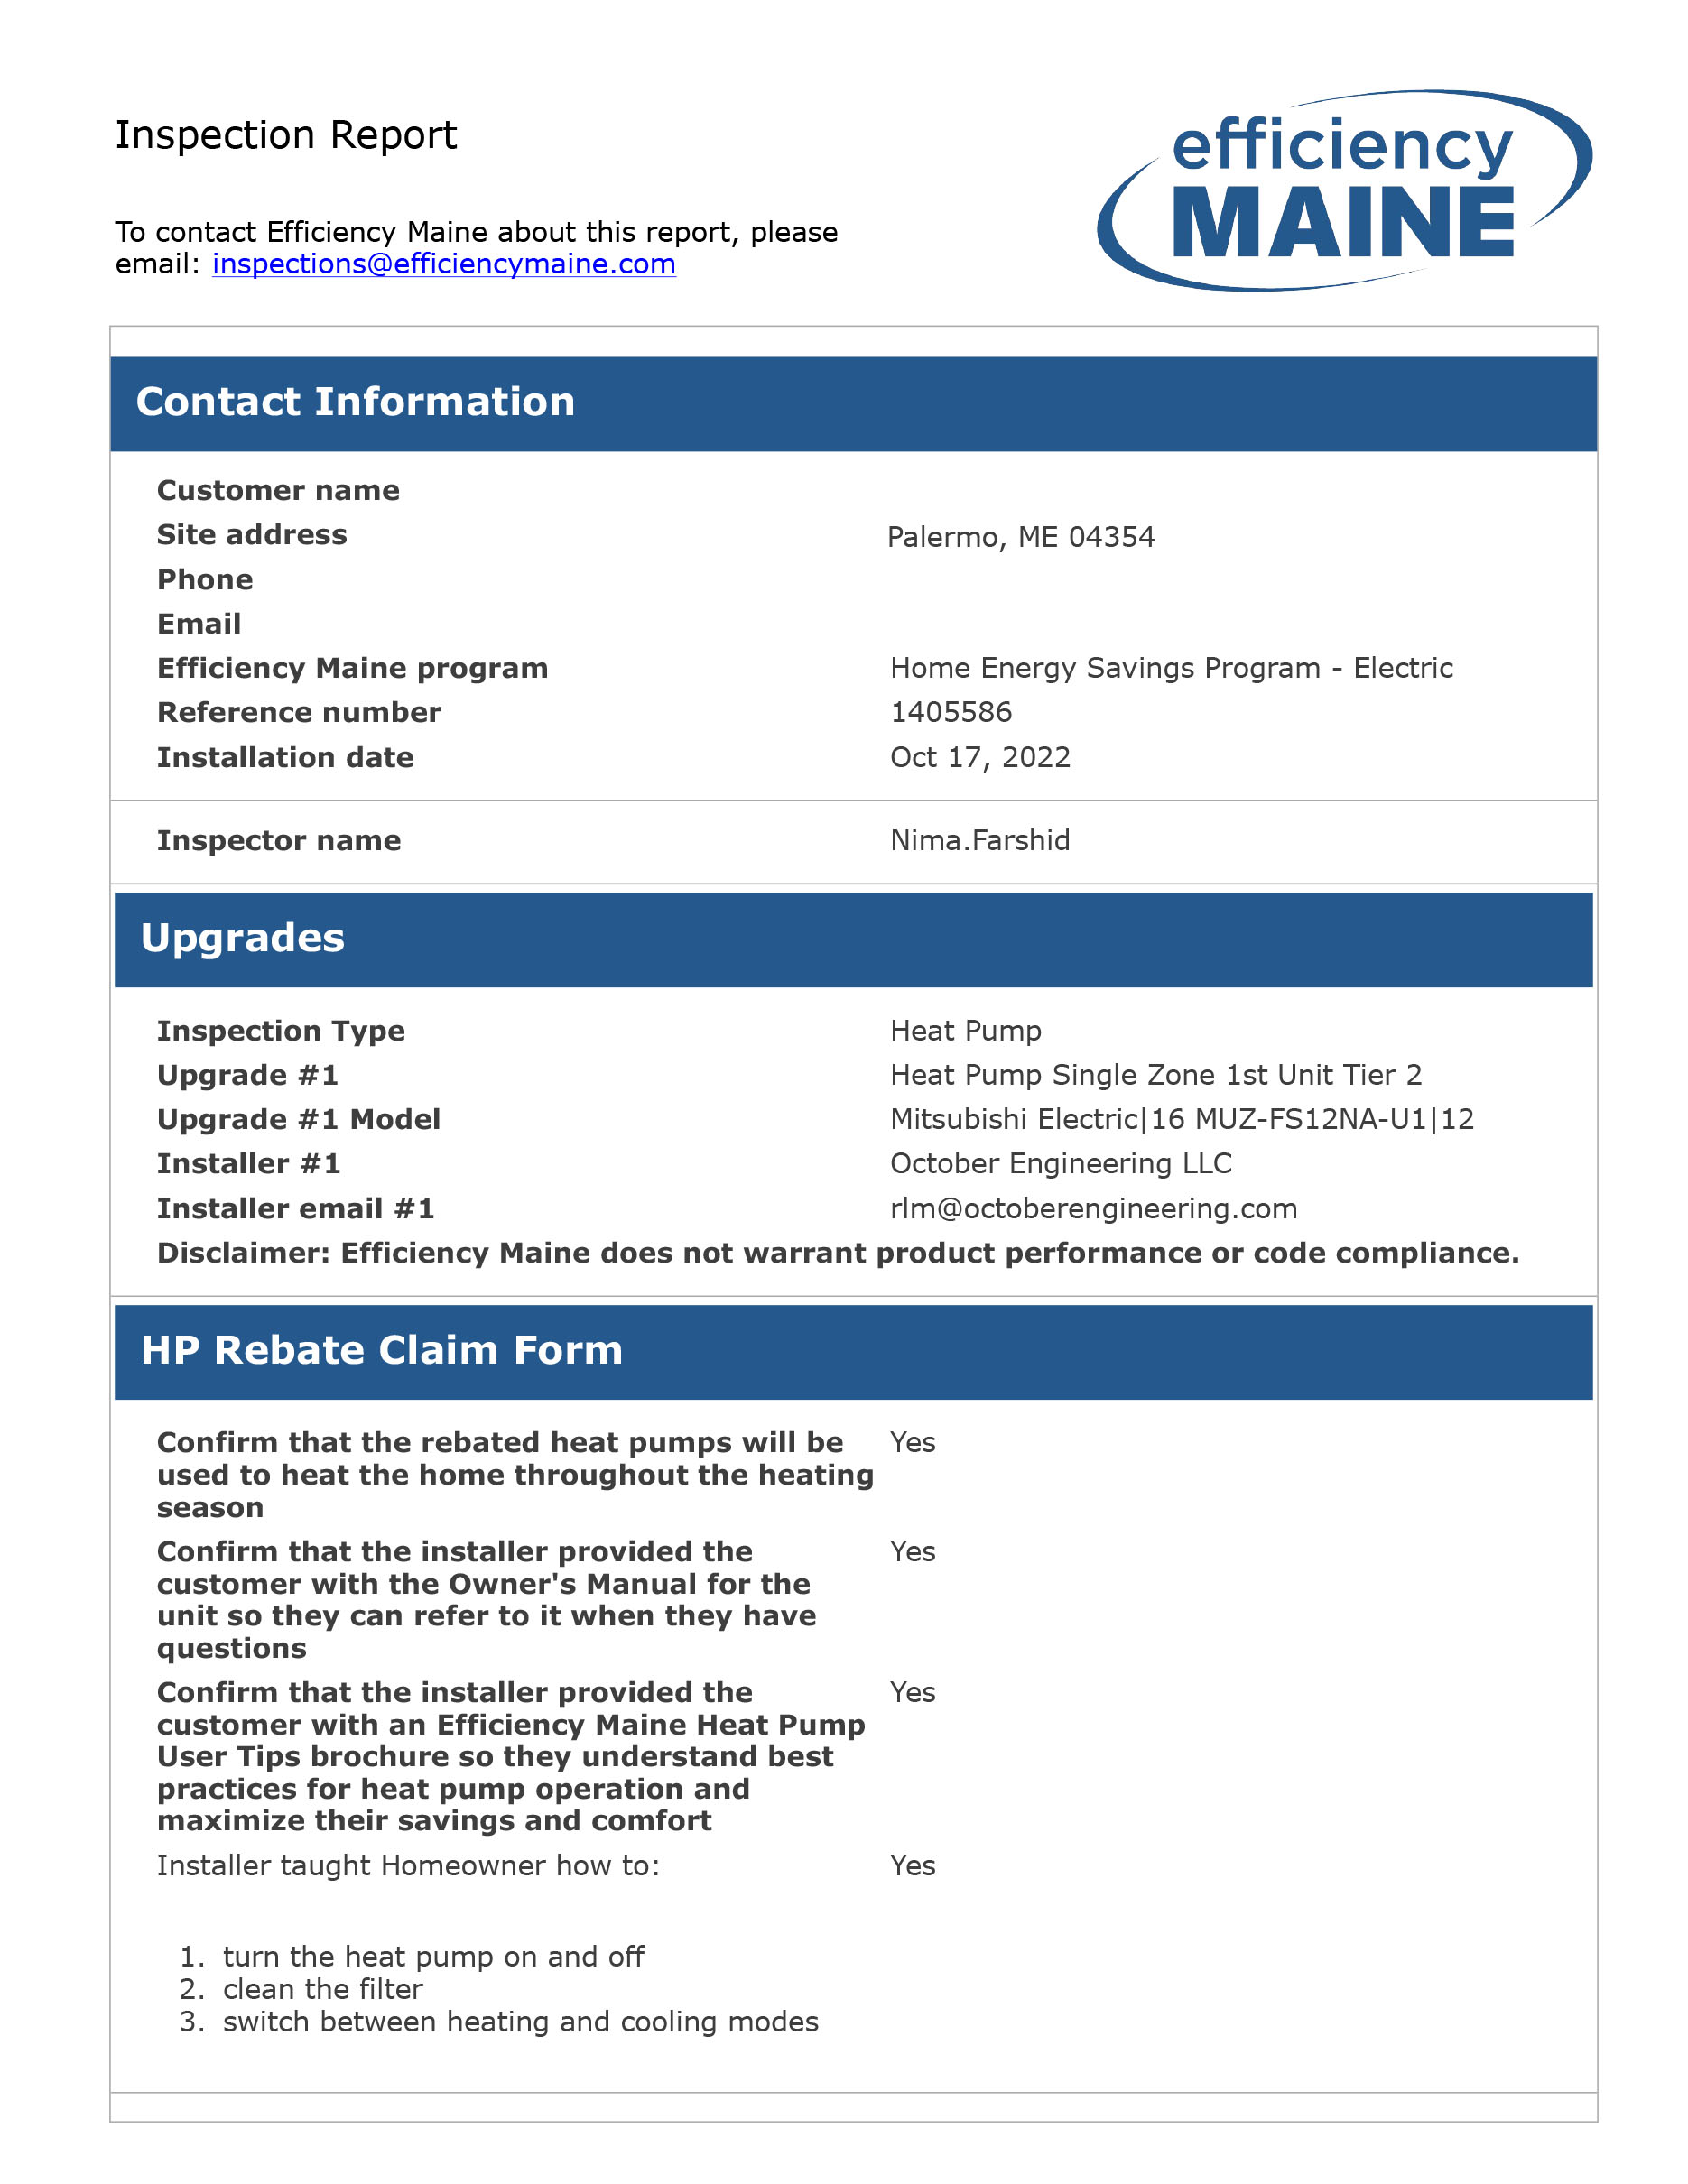 Inspection Report
To contact Efficiency Maine about this report, please
email: inspections@efficiencymaine.com
efficiency
MAINE
Contact Information
Customer name
Site address Palermo, ME 04354
Phone
Email
Efficiency Maine program Home Energy Savings Program - Electric
Reference number 1405586
Installation date Oct 17, 2022
Inspector name Nima.Farshid
Upgrades
Inspection Type Heat Pump
Upgrade #1 Heat Pump Single Zone 1st Unit Tier 2
Upgrade #1 Model Mitsubishi Electric|16 MUZ-FS12NA-U1|12
Installer #1 October Engineering LLC
Installer email #1 rlm@octoberengineering.com
Disclaimer: Efficiency Maine does not warrant product performance or code compliance.
HP Rebate Claim Form
Confirm that the rebated heat pumps will be Yes
used to heat the home throughout the heating
season
Confirm that the installer provided the Yes
customer with the Owner's Manual for the
unit so they can refer to it when they have
questions
Confirm that the installer provided the Yes
customer with an Efficiency Maine Heat Pump
User Tips brochure so they understand best
practices for heat pump operation and
maximize their savings and comfort
Installer taught Homeowner how to: Yes
1. turn the heat pump on and off
2. clean the filter
3. switch between heating and cooling modes